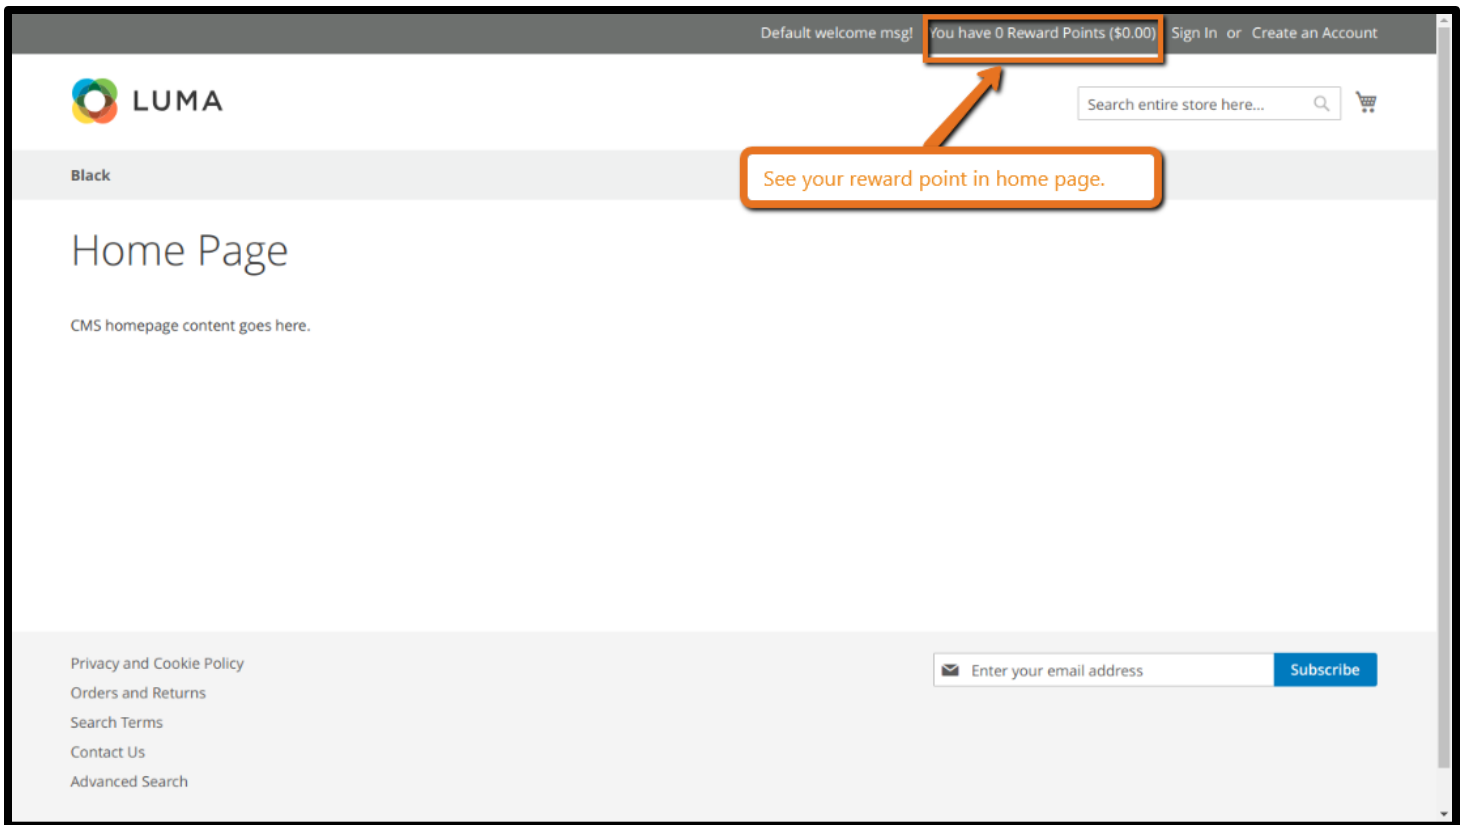 Default welcome msg! You have 0 Reward Points ($0.00) Sign In or Create an Account
LUMA
Search entire store here...
Black
See your reward point in home page.
Home Page
CMS homepage content goes here.
Privacy and Cookie Policy
Orders and Returns
Search Terms
Contact Us
Advanced Search
Enter your email address
Subscribe